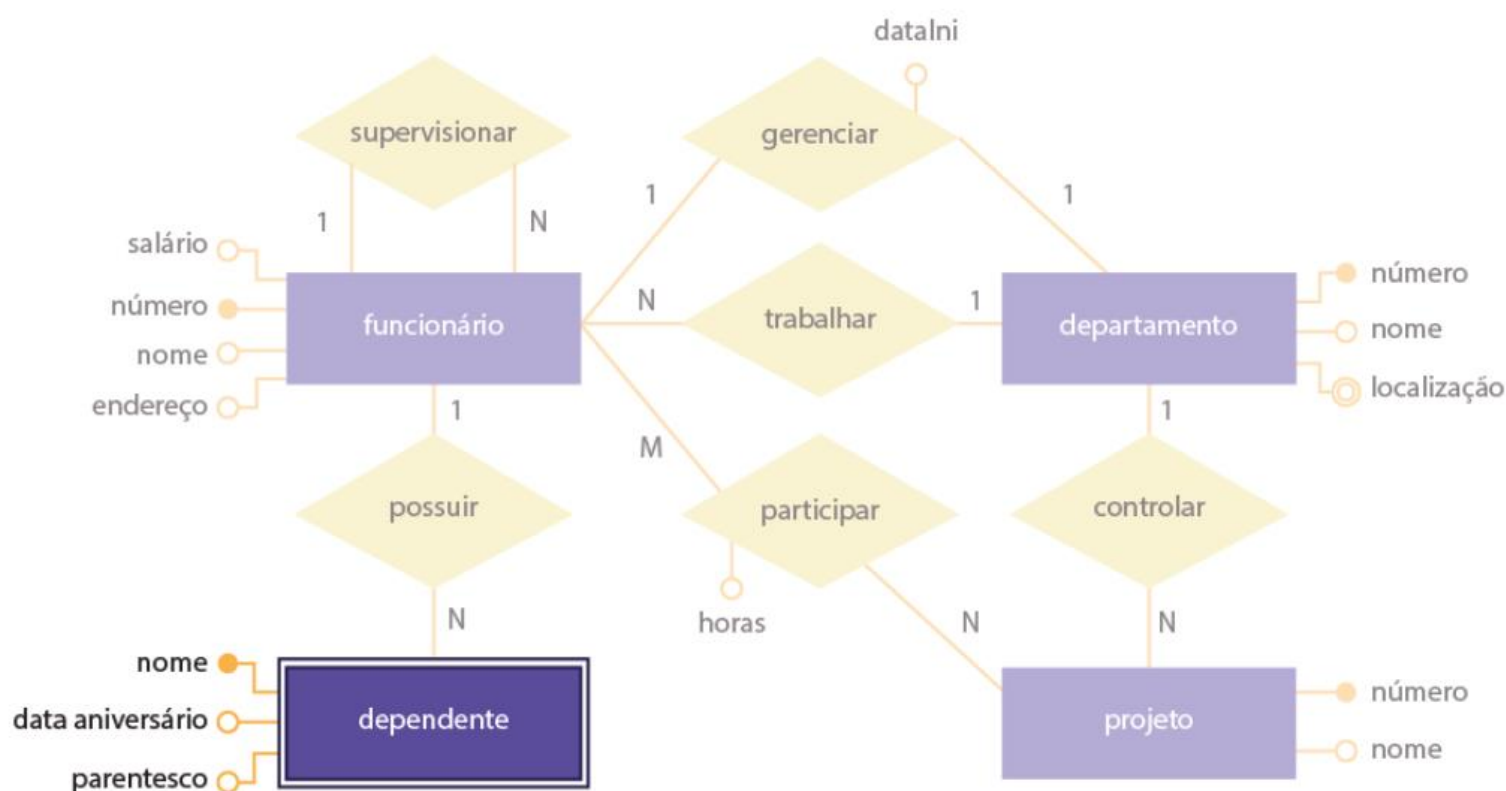 dataIni
supervisionar
gerenciar
1
N
1
1
salário
número
nome
endereço
funcionário
N
trabalhar
1
departamento
número
nome
localização
1
M
1
possuir
participar
controlar
N
horas
N
N
nome
data aniversário
parentesco
dependente
projeto
número
nome